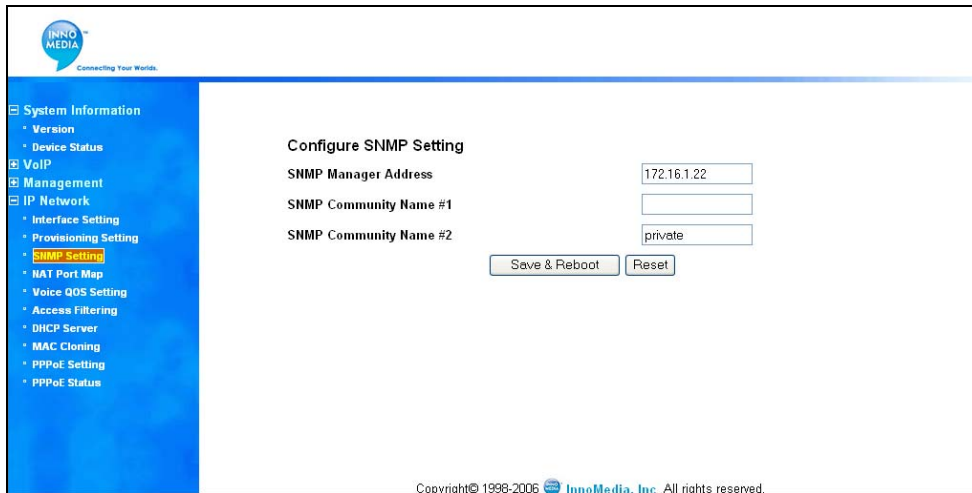 INNO
MEDIA
™
Connecting Your Worlds.
System Information
Version
Device Status
VoIP
Management
IP Network
Interface Setting
Provisioning Setting
SNMP Setting
NAT Port Map
Voice QOS Setting
Access Filtering
DHCP Server
MAC Cloning
PPPoE Setting
PPPoE Status
Configure SNMP Setting
SNMP Manager Address 172.16.1.22
SNMP Community Name #1
SNMP Community Name #2 private
Save & Reboot Reset
Copyright© 1998-2006 InnoMedia, Inc. All rights reserved.